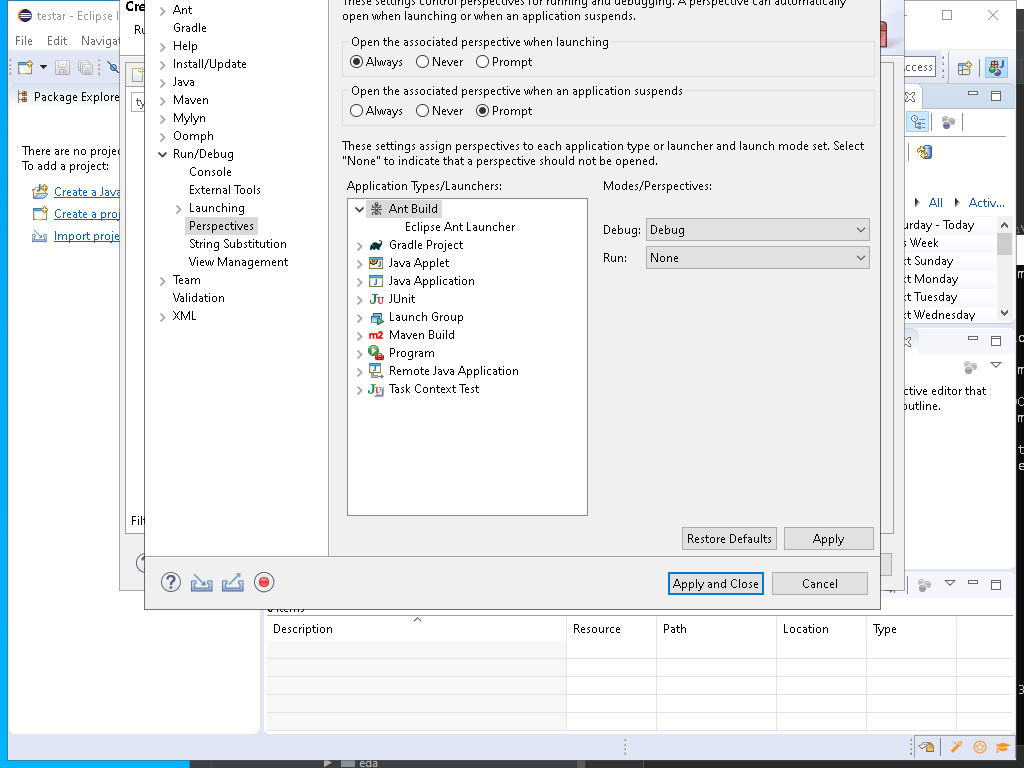 testar - Eclipse
Cre
File Edit Naviga
Ru
Package Explore
There are no projec
To add a project:
Create a Java
Create a proj
Import proje
Ant
Gradle
Help
Install/Update
Java
Maven
Mylyn
Oomph
Run/Debug
Console
External Tools
Launching
Perspectives
String Substitution
View Management
Team
Validation
XML
These settings control perspectives for running and debugging. A perspective can automatically
open when launching or when an application suspends.
Open the associated perspective when launching
Always Never Prompt
Open the associated perspective when an application suspends
Always Never Prompt
These settings assign perspectives to each application type or launcher and launch mode set. Select
"None" to indicate that a perspective should not be opened.
Application Types/Launchers:
Modes/Perspectives:
Ant Build
Eclipse Ant Launcher
Gradle Project
Java Applet
Java Application
JUnit
Launch Group
Maven Build
Program
Remote Java Application
Task Context Test
Debug: Debug
Run: None
Restore Defaults Apply
Apply and Close Cancel
ccess
All Activ...
urday - Today
s Week
xt Sunday
xt Monday
xt Tuesday
xt Wednesday
ctive editor that
outline.
Filt
items
Description Resource Path Location Type
eda